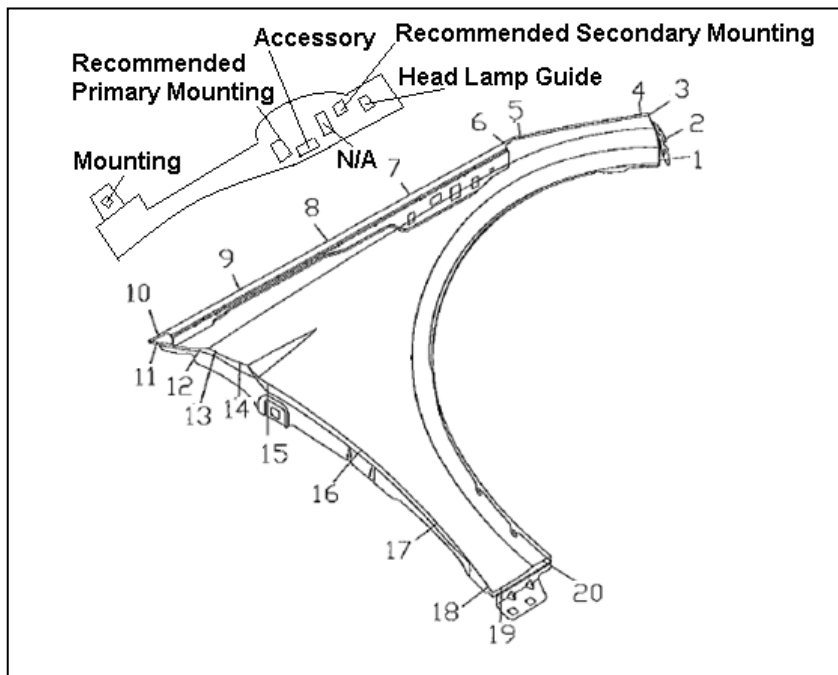 Accessory
Recommended Secondary Mounting
Recommended
Primary Mounting
Head Lamp Guide
Mounting
N/A
1
2
3
4
5
6
7
8
9
10
11
12
13
14
15
16
17
18
19
20